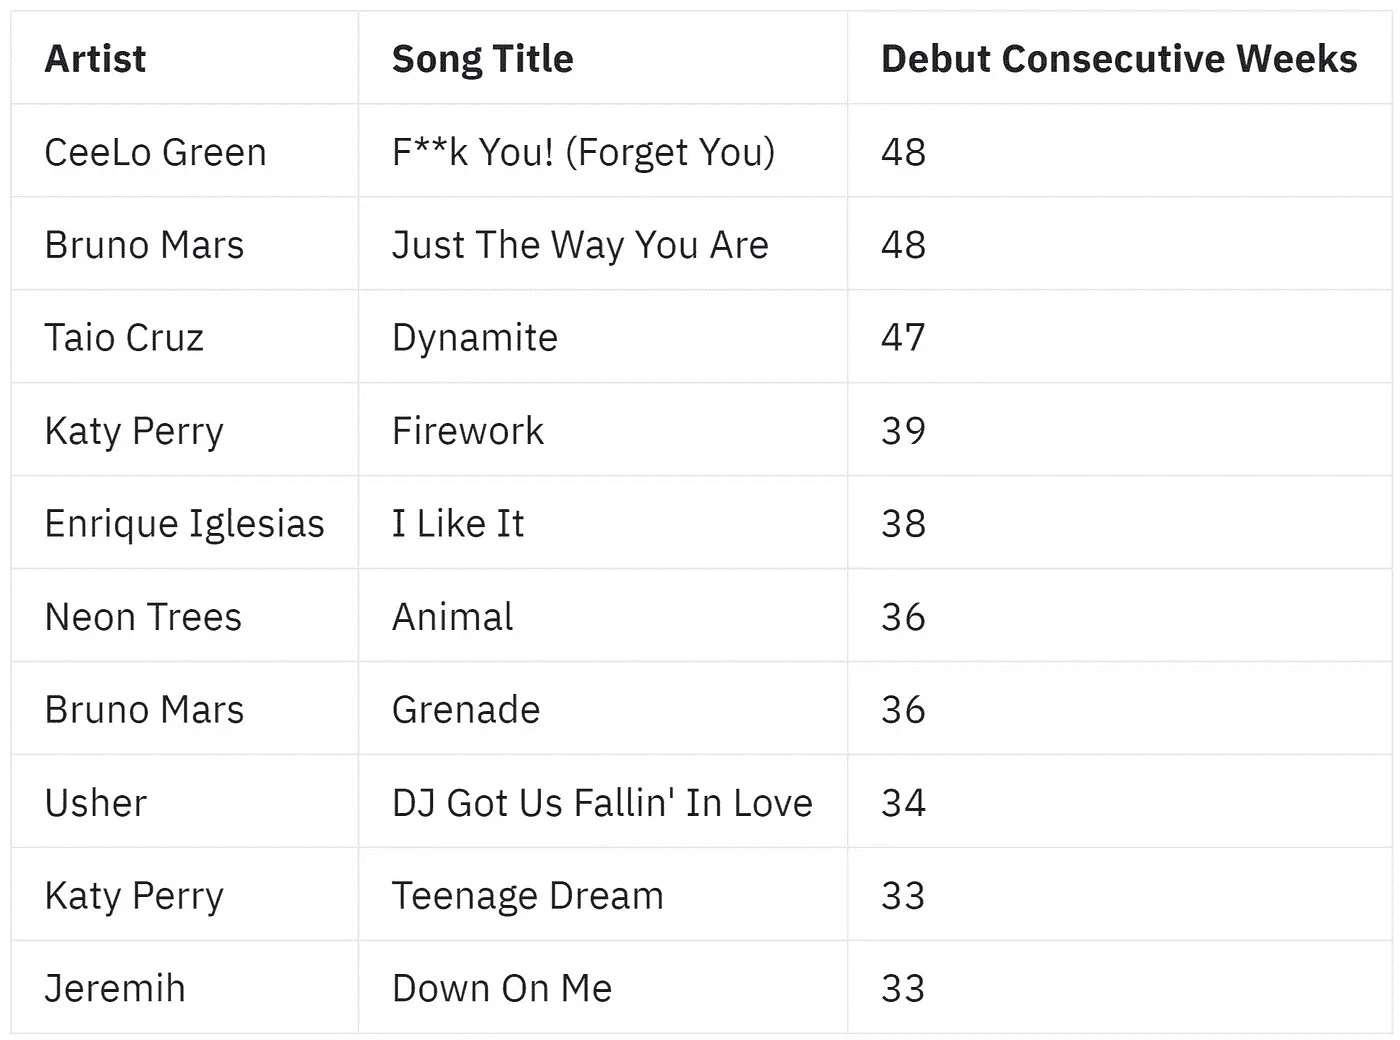 Artist Song Title Debut Consecutive Weeks
CeeLo Green F**k You! (Forget You) 48
Bruno Mars Just The Way You Are 48
Taio Cruz Dynamite 47
Katy Perry Firework 39
Enrique Iglesias I Like It 38
Neon Trees Animal 36
Bruno Mars Grenade 36
Usher DJ Got Us Fallin' In Love 34
Katy Perry Teenage Dream 33
Jeremih Down On Me 33